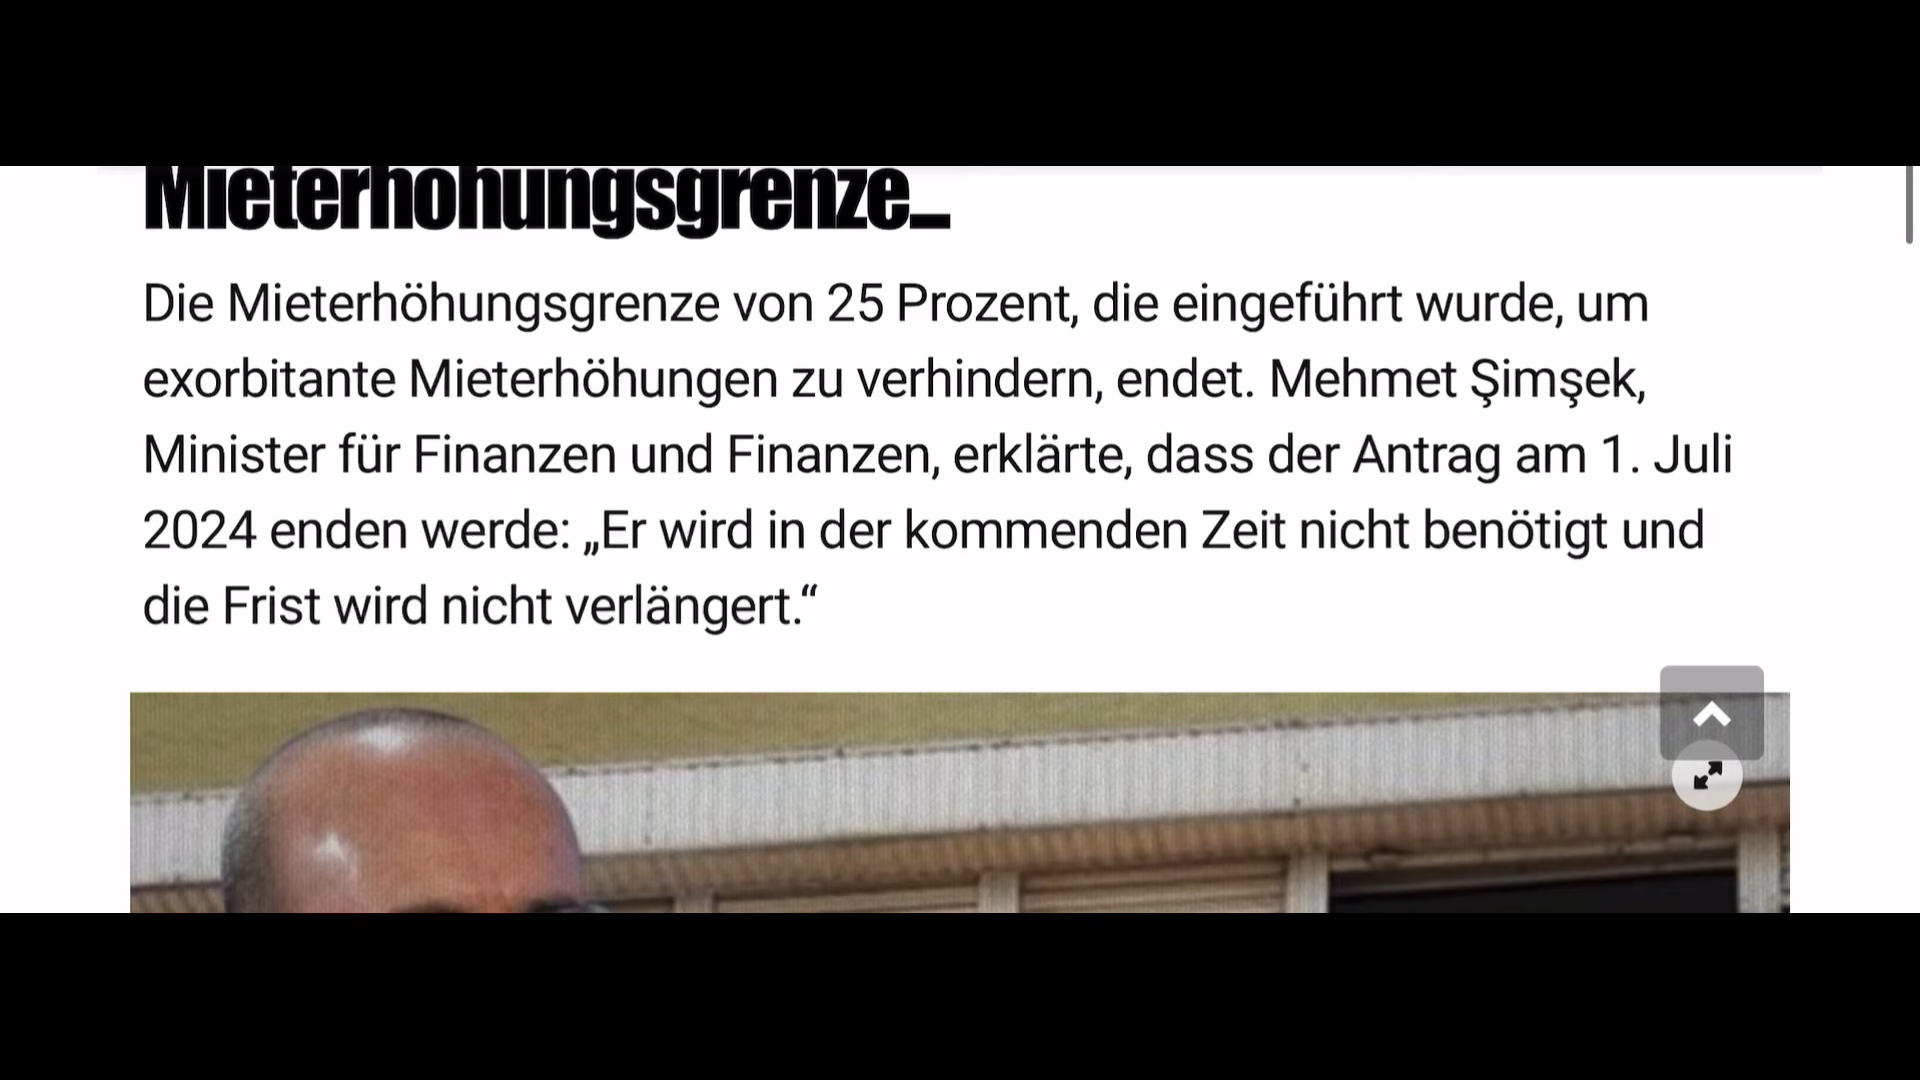 Mieterhöhungsgrenze...
Die Mieterhöhungsgrenze von 25 Prozent, die eingeführt wurde, um
exorbitante Mieterhöhungen zu verhindern, endet. Mehmet Şimşek,
Minister für Finanzen und Finanzen, erklärte, dass der Antrag am 1. Juli
2024 enden werde: „Er wird in der kommenden Zeit nicht benötigt und
die Frist wird nicht verlängert.“